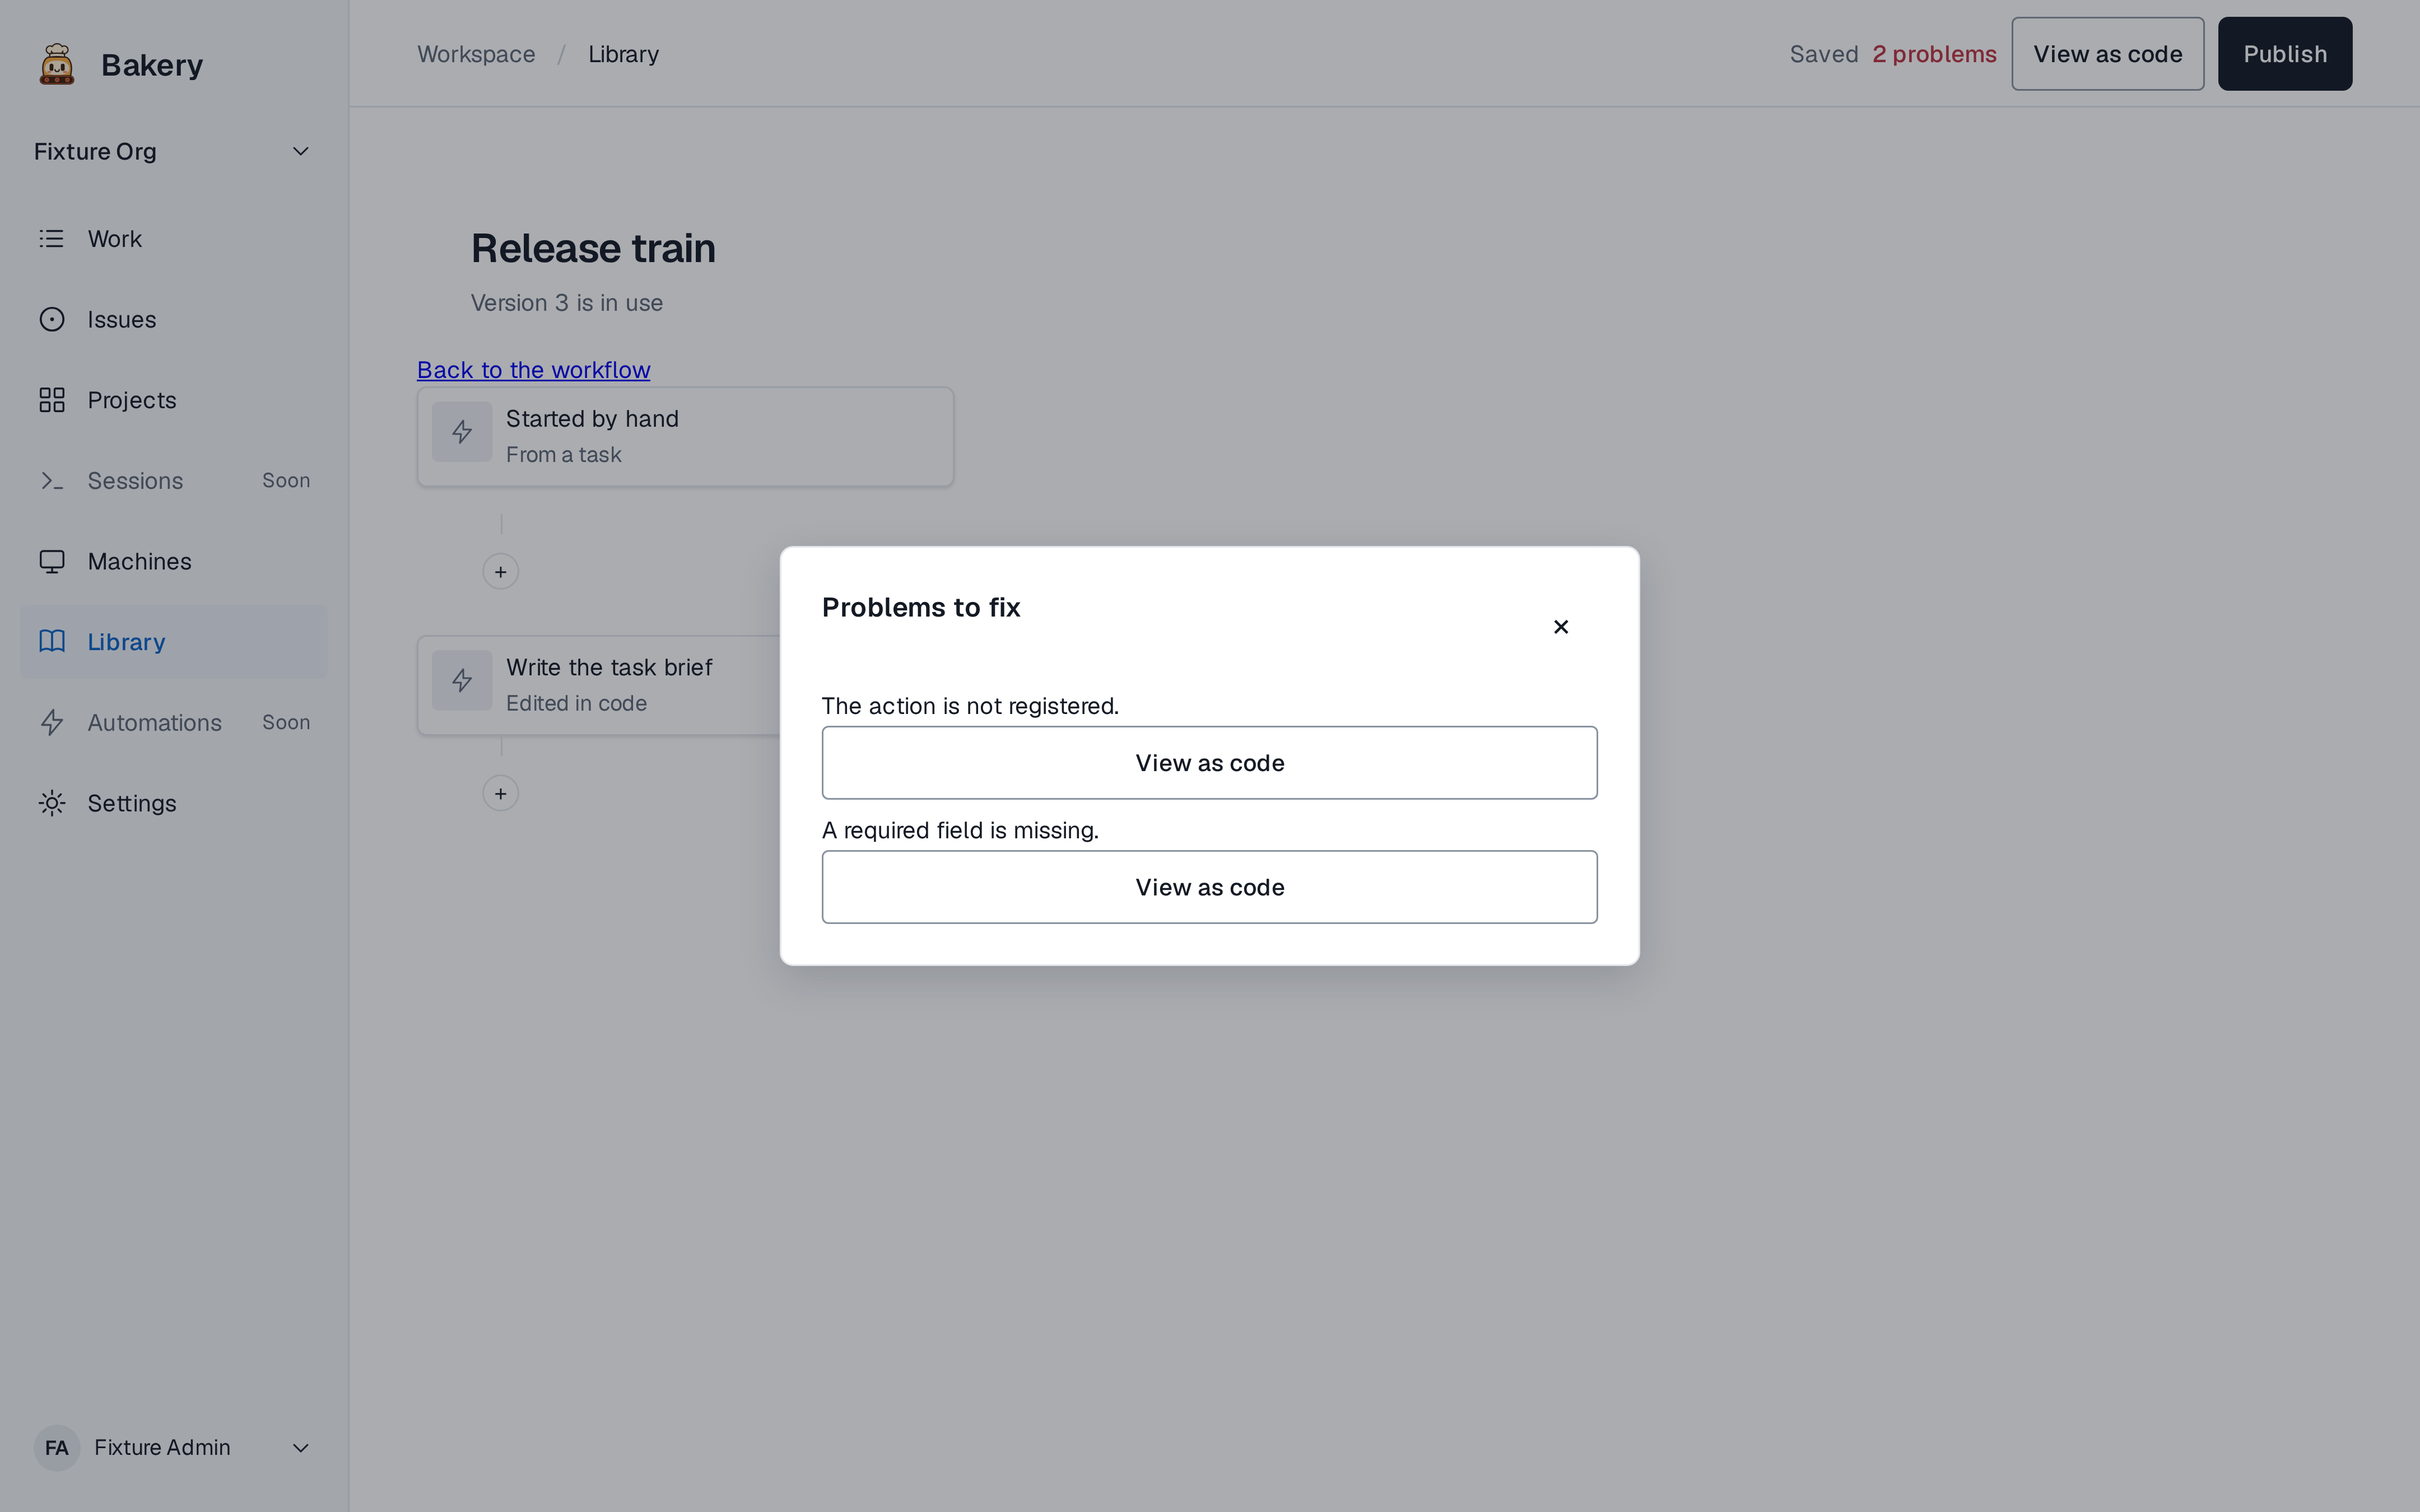 Bakery
Fixture Org
Work
Issues
Projects
Sessions Soon
Machines
Library
Automations Soon
Settings
FA Fixture Admin
Workspace / Library
Saved 2 problems View as code Publish
Release train
Version 3 is in use
Back to the workflow
Started by hand
From a task
+
Write the task brief
Edited in code
+
Problems to fix
The action is not registered.
View as code
A required field is missing.
View as code